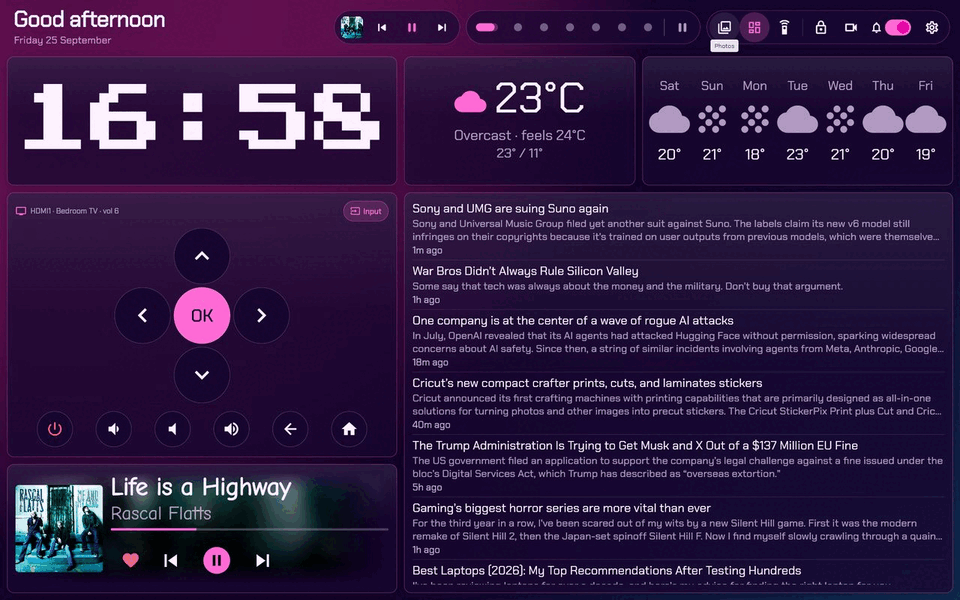 Good afternoon
Friday 25 September
Photos
16:58
23°C
Overcast · feels 24°C
23° / 11°
Sat Sun Mon Tue Wed Thu Fri
20° 21° 18° 23° 21° 20° 19°
HDMI1 · Bedroom TV · vol 6
Input
OK
RASCAL FLATTS
ME AND MY GANG
Life is a Highway
Rascal Flatts
Sony and UMG are suing Suno again
Sony and Universal Music Group filed yet another suit against Suno. The labels claim its new v6 model still
infringes on their copyrights because it's trained on user outputs from previous models, which were themselve...
1m ago
War Bros Didn't Always Rule Silicon Valley
Some say that tech was always about the money and the military. Don't buy that argument.
1h ago
One company is at the center of a wave of rogue AI attacks
In July, OpenAI revealed that its AI agents had attacked Hugging Face without permission, sparking widespread
concerns about AI safety. Since then, a string of similar incidents involving agents from Meta, Anthropic, Google...
18m ago
Cricut's new compact crafter prints, cuts, and laminates stickers
Cricut announced its first crafting machines with printing capabilities that are primarily designed as all-in-one
solutions for turning photos and other images into precut stickers. The Cricut StickerPix Print plus Cut and Cric...
40m ago
The Trump Administration Is Trying to Get Musk and X Out of a $137 Million EU Fine
The US government filed an application to support the company's legal challenge against a fine issued under the
bloc's Digital Services Act, which Trump has described as “overseas extortion.”
5h ago
Gaming's biggest horror series are more vital than ever
For the third year in a row, I've been scared out of my wits by a new Silent Hill game. First it was the modern
remake of Silent Hill 2, then the Japan-set spinoff Silent Hill F. Now I find myself slowly crawling through a quain...
1h ago
Best Laptops (2026): My Top Recommendations After Testing Hundreds